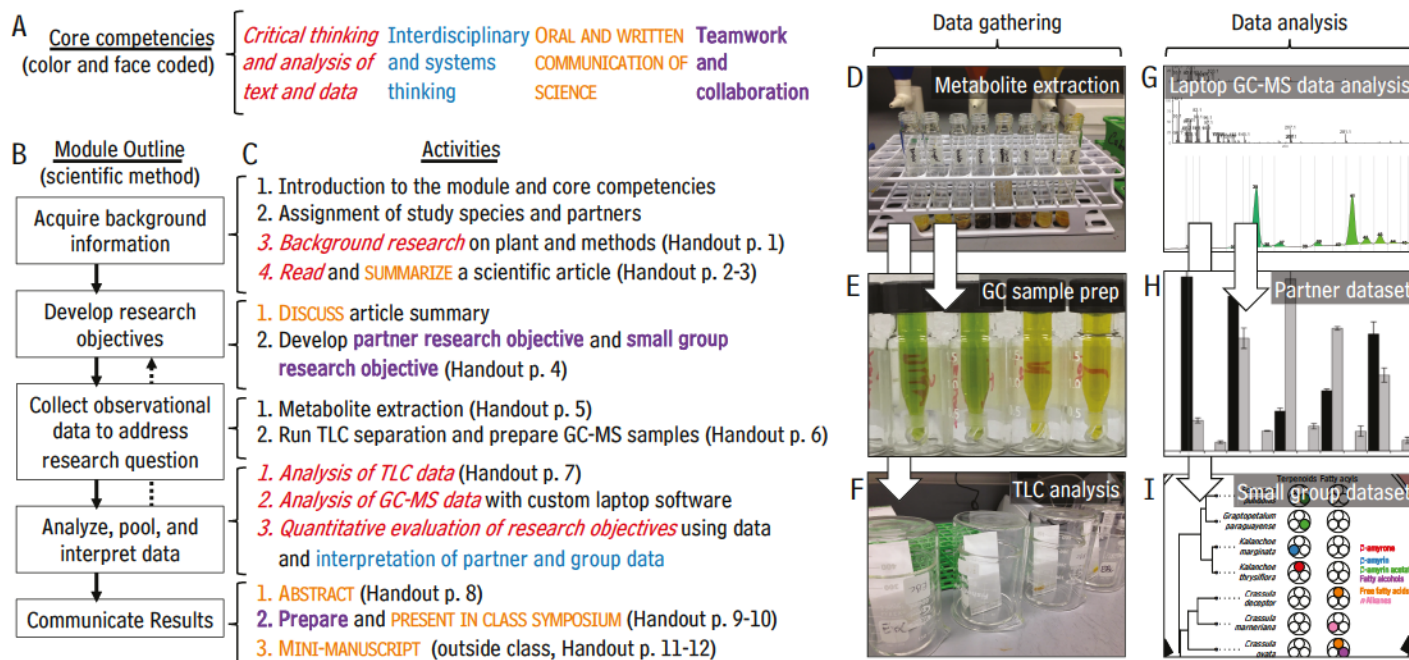 A
Core competencies
(color and face coded)
Critical thinking
and analysis of
text and data
Interdisciplinary
and systems
thinking
ORAL AND WRITTEN
COMMUNICATION OF
SCIENCE
Teamwork
and
collaboration
B
Module Outline
(scientific method)
Acquire background
information
Develop research
objectives
Collect observational
data to address
research question
Analyze, pool, and
interpret data
Communicate Results
C
Activities
1. Introduction to the module and core competencies
2. Assignment of study species and partners
3. Background research on plant and methods (Handout p. 1)
4. Read and SUMMARIZE a scientific article (Handout p. 2-3)
1. DISCUSS article summary
2. Develop partner research objective and small group
research objective (Handout p. 4)
1. Metabolite extraction (Handout p. 5)
2. Run TLC separation and prepare GC-MS samples (Handout p. 6)
1. Analysis of TLC data (Handout p. 7)
2. Analysis of GC-MS data with custom laptop software
3. Quantitative evaluation of research objectives using data
and interpretation of partner and group data
1. ABSTRACT (Handout p. 8)
2. Prepare and PRESENT IN CLASS SYMPOSIUM (Handout p. 9-10)
3. MINI-MANUSCRIPT (outside class, Handout p. 11-12)
Data gathering
D
Metabolite extraction
E
GC sample prep
F
TLC analysis
EtOH
Data analysis
G
Laptop GC-MS data analysis
H
Partner dataset
I
Small group dataset
Terpenoids Fatty acyls
Graptopetalum
paraguayense
Kalanchoe
marginata
Kalanchoe
thrysiflora
Crassula
deceptor
Crassula
marneriana
Crassula
ovata
Fatty alcohols
Free fatty acids
n-Alkanes